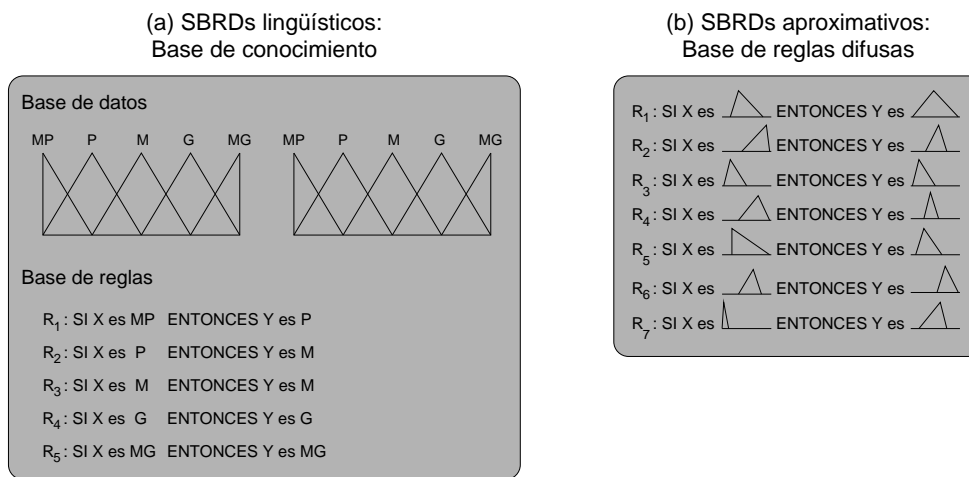 (a) SBRDs lingüísticos:
Base de conocimiento
Base de datos
MP P M G MG MP P M G MG
Base de reglas
R1: SI X es MP ENTONCES Y es P
R2: SI X es P ENTONCES Y es M
R3: SI X es M ENTONCES Y es M
R4: SI X es G ENTONCES Y es G
R5: SI X es MG ENTONCES Y es MG
(b) SBRDs aproximativos:
Base de reglas difusas
R1: SI X es ENTONCES Y es
R2: SI X es ENTONCES Y es
R3: SI X es ENTONCES Y es
R4: SI X es ENTONCES Y es
R5: SI X es ENTONCES Y es
R6: SI X es ENTONCES Y es
R7: SI X es ENTONCES Y es